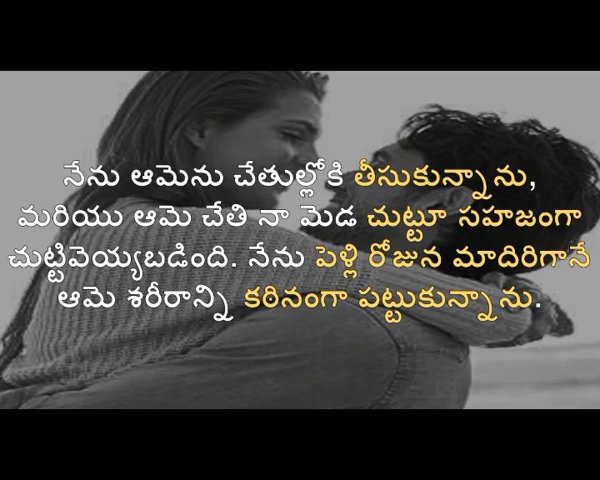 నేను ఆమెను చేతుల్లోకి తీసుకున్నాను,
మరియు ఆమె చేతి నా మెడ చుట్టూ సహజంగా
చుట్టివెయ్యబడింది. నేను పెళ్లి రోజున మాదిరిగానే
ఆమె శరీరాన్ని కఠినంగా పట్టుకున్నాను.